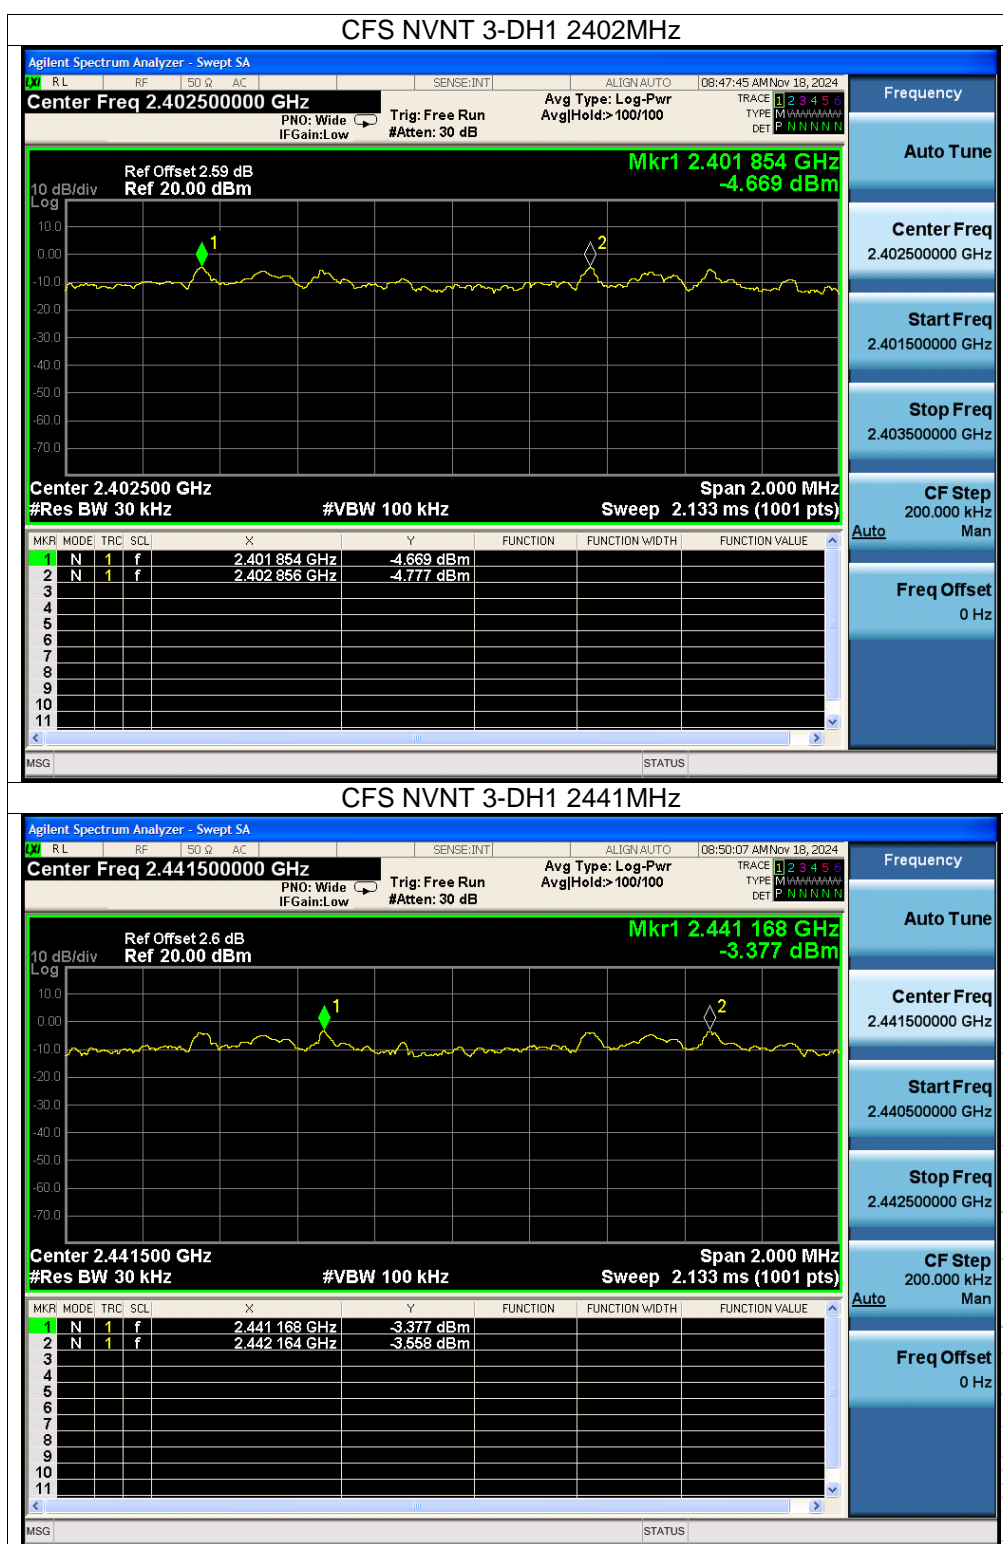 CFS NVNT 3-DH1 2402MHz
Agilent Spectrum Analyzer - Swept SA
LXI RL RF 50 Ω AC SENSE:INT ALIGN AUTO 08:47:45 AM Nov 18, 2024
Center Freq 2.402500000 GHz
PNO: Wide
IFGain:Low
Trig: Free Run
#Atten: 30 dB
Avg Type: Log-Pwr
Avg|Hold:> 100/100
TRACE 1 2 3 4 5 6
TYPE M W W W W W
DET P N N N N N
Ref Offset 2.59 dB
10 dB/div Ref 20.00 dBm
Log
Mkr1 2.401 854 GHz
-4.669 dBm
10.0
0.00
-10.0
-20.0
-30.0
-40.0
-50.0
-60.0
-70.0
1
2
Center 2.402500 GHz Span 2.000 MHz
#Res BW 30 kHz #VBW 100 kHz Sweep 2.133 ms (1001 pts)
MKR MODE TRC SCL X Y FUNCTION FUNCTION WIDTH FUNCTION VALUE
1 N 1 f 2.401 854 GHz -4.669 dBm
2 N 1 f 2.402 856 GHz -4.777 dBm
3
4
5
6
7
8
9
10
11
MSG STATUS
Frequency
Auto Tune
Center Freq
2.402500000 GHz
Start Freq
2.401500000 GHz
Stop Freq
2.403500000 GHz
CF Step
200.000 kHz
Auto Man
Freq Offset
0 Hz
CFS NVNT 3-DH1 2441MHz
Agilent Spectrum Analyzer - Swept SA
LXI RL RF 50 Ω AC SENSE:INT ALIGN AUTO 08:50:07 AM Nov 18, 2024
Center Freq 2.441500000 GHz
PNO: Wide
IFGain:Low
Trig: Free Run
#Atten: 30 dB
Avg Type: Log-Pwr
Avg|Hold:> 100/100
TRACE 1 2 3 4 5 6
TYPE M W W W W W
DET P N N N N N
Ref Offset 2.6 dB
10 dB/div Ref 20.00 dBm
Log
Mkr1 2.441 168 GHz
-3.377 dBm
10.0
0.00
-10.0
-20.0
-30.0
-40.0
-50.0
-60.0
-70.0
1
2
Center 2.441500 GHz Span 2.000 MHz
#Res BW 30 kHz #VBW 100 kHz Sweep 2.133 ms (1001 pts)
MKR MODE TRC SCL X Y FUNCTION FUNCTION WIDTH FUNCTION VALUE
1 N 1 f 2.441 168 GHz -3.377 dBm
2 N 1 f 2.442 164 GHz -3.558 dBm
3
4
5
6
7
8
9
10
11
MSG STATUS
Frequency
Auto Tune
Center Freq
2.441500000 GHz
Start Freq
2.440500000 GHz
Stop Freq
2.442500000 GHz
CF Step
200.000 kHz
Auto Man
Freq Offset
0 Hz